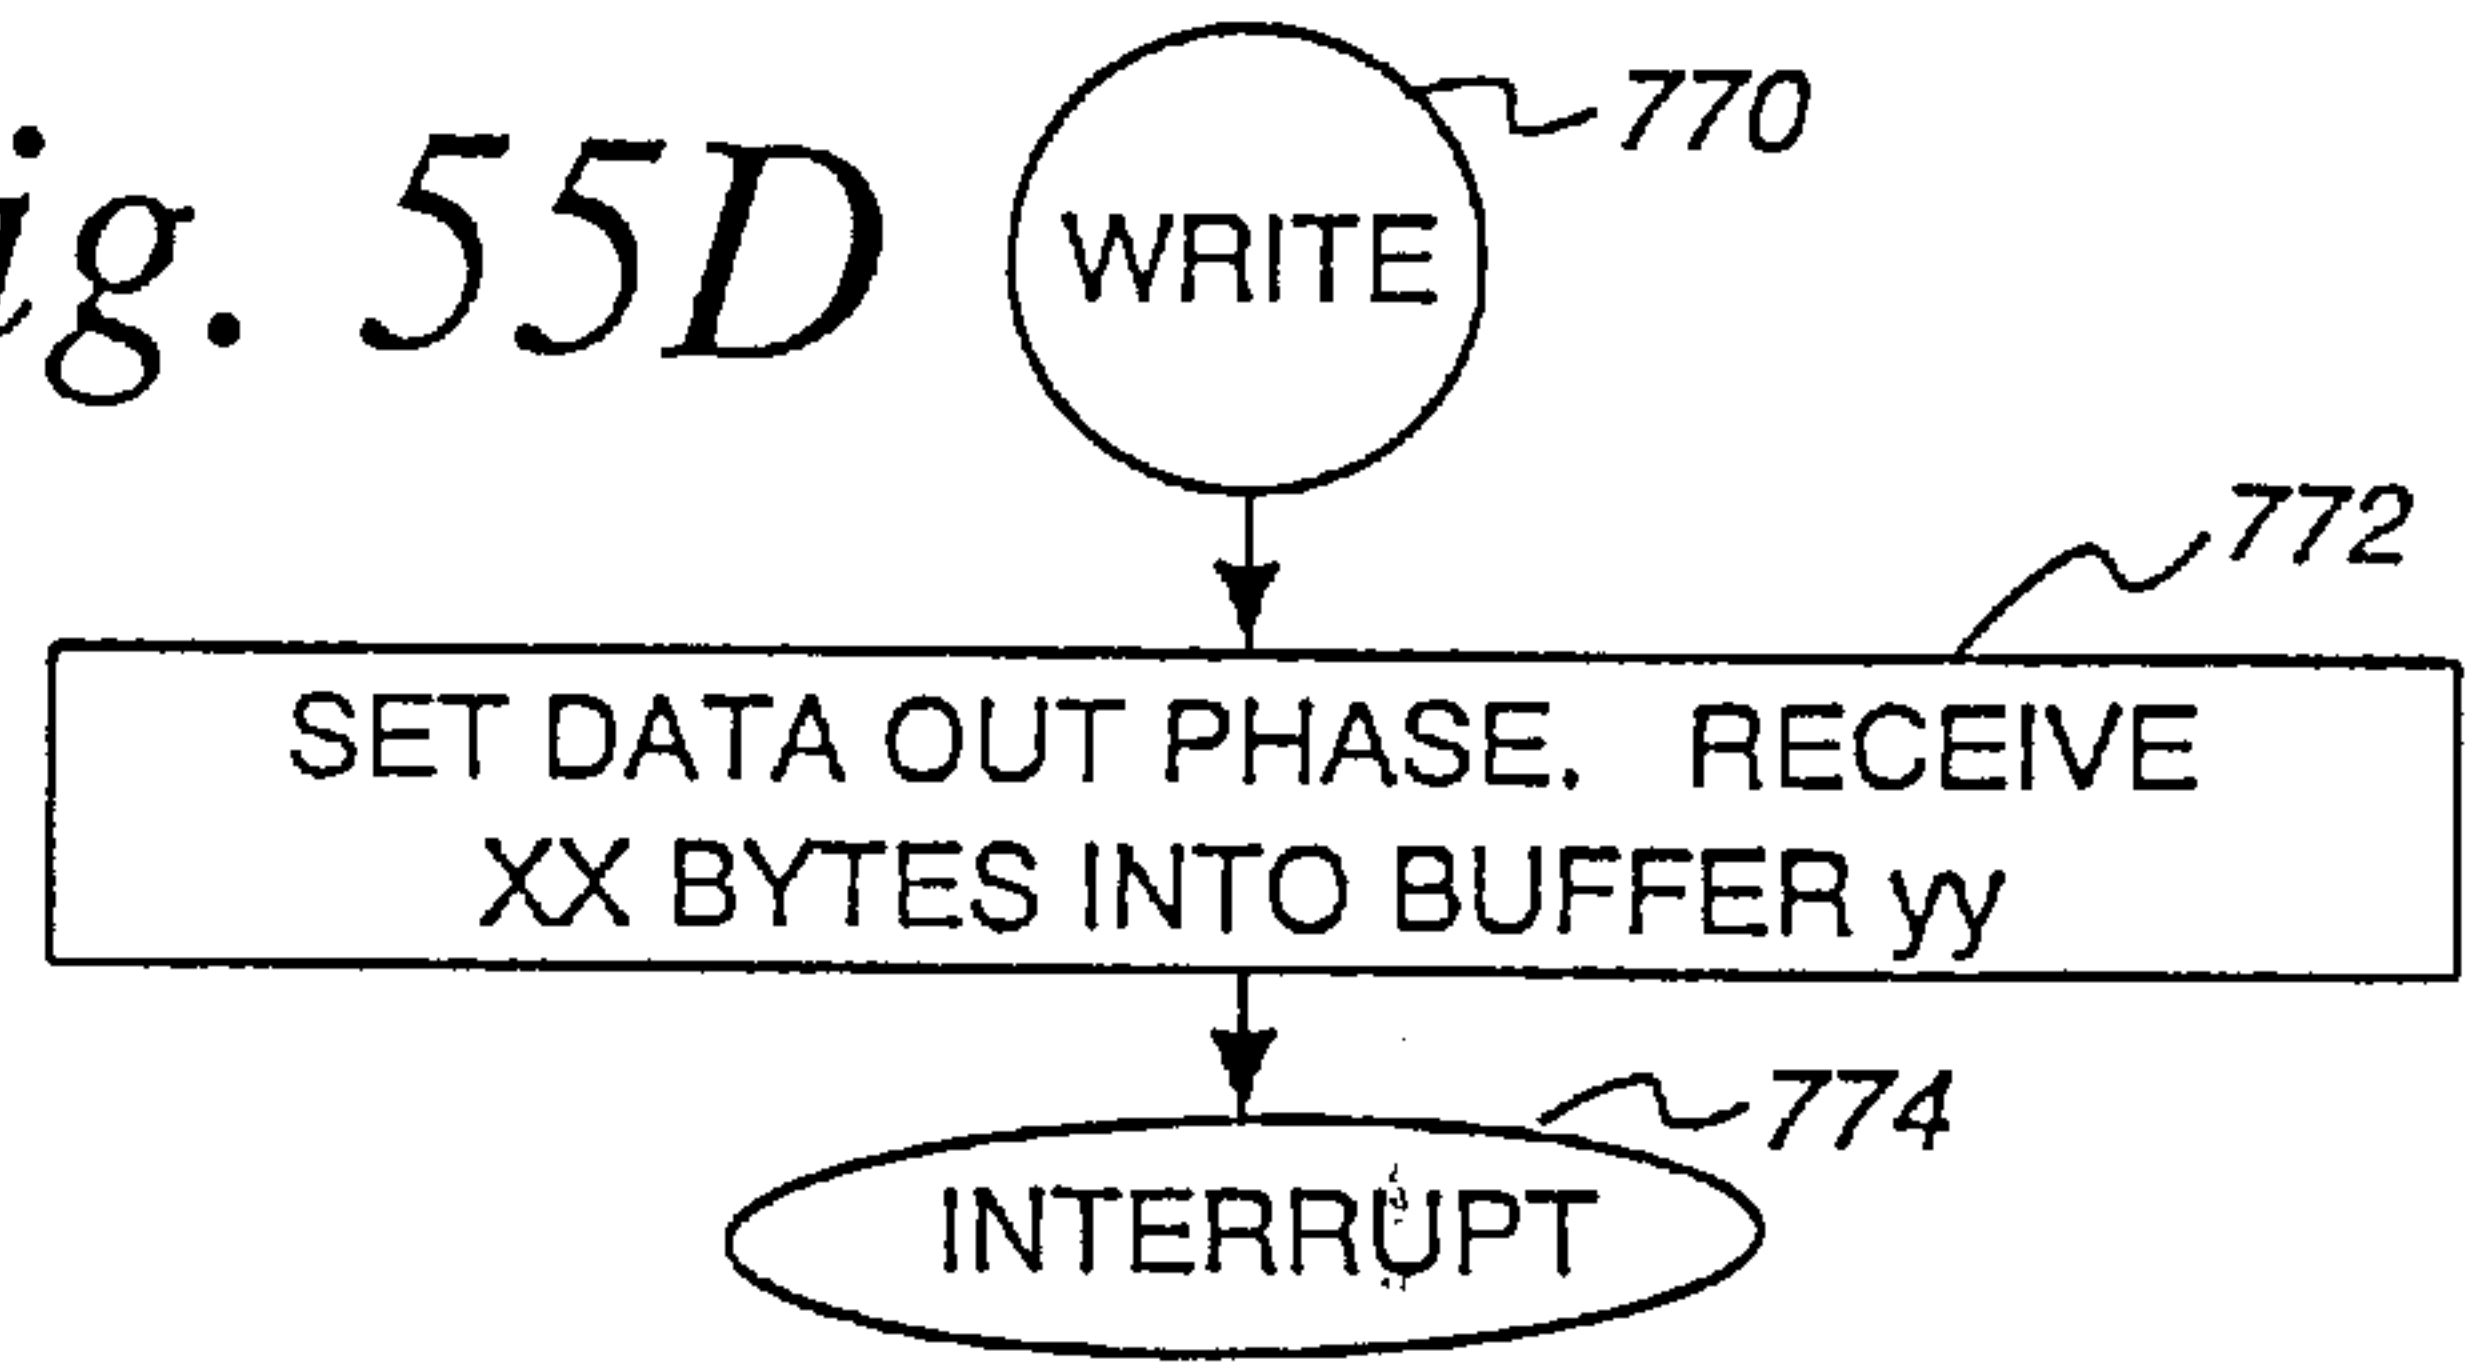 ig. 55D
770
WRITE
772
SET DATA OUT PHASE. RECEIVE
XX BYTES INTO BUFFER yy
774
INTERRUPT